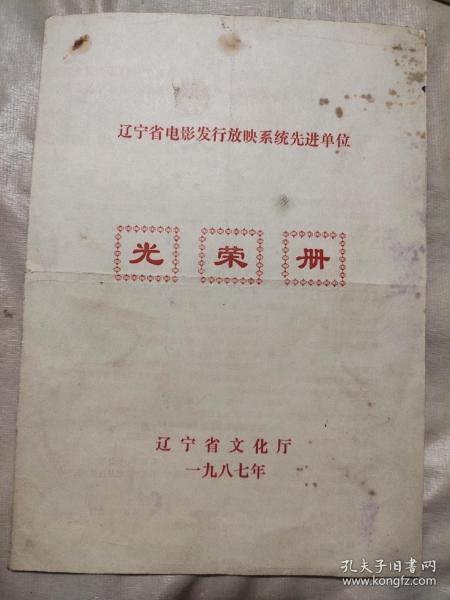 辽宁省电影发行放映系统先进单位
光荣册
辽宁省文化厅
一九八七年
孔夫子旧书网
www.kongfz.com